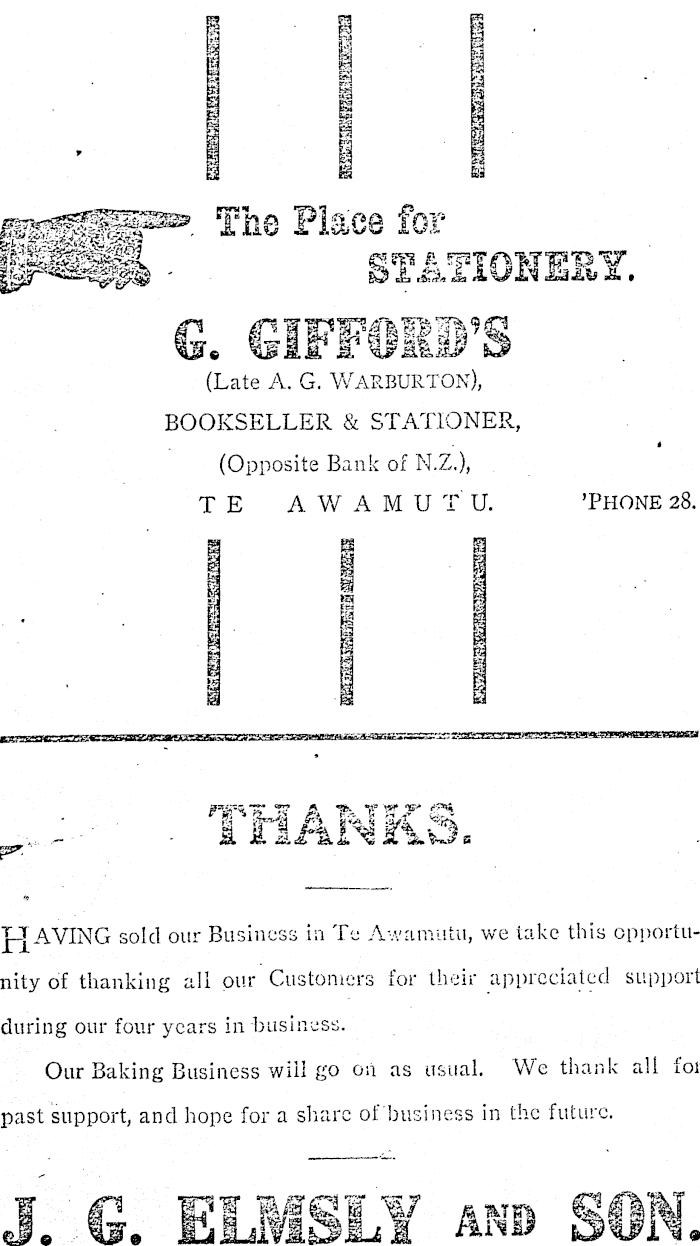 The Place for
STATIONERY.
G. GIFFORD'S
(Late A. G. WARBURTON),
BOOKSELLER & STATIONER,
(Opposite Bank of N.Z.),
TE AWAMUTU. 'PHONE 28.
THANKS.
HAVING sold our Business in Te Awamutu, we take this opportu-
nity of thanking all our Customers for their appreciated support
during our four years in business.
Our Baking Business will go on as usual. We thank all for
past support, and hope for a share of business in the future.
J. G. ELMSLY AND SON.